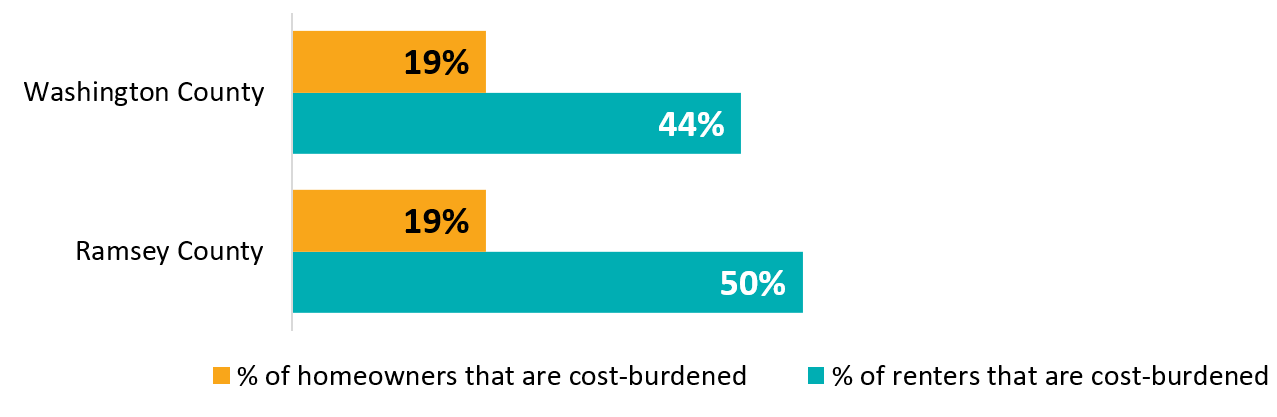 19%
Washington County
44%
19%
Ramsey County
50%
% of homeowners that are cost-burdened
% of renters that are cost-burdened